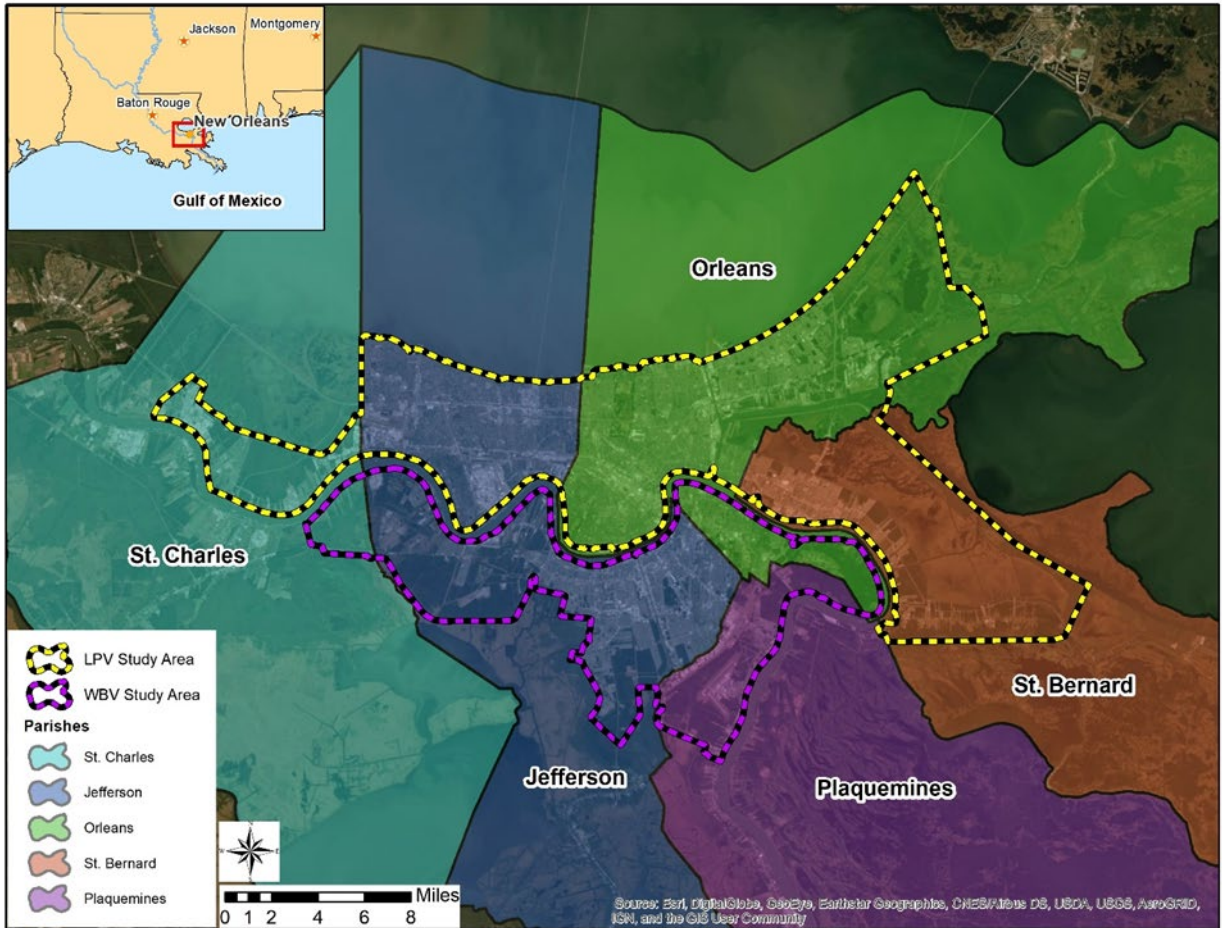 Jackson
Montgomery
Baton Rouge
New Orleans
Gulf of Mexico
Orleans
St. Charles
St. Bernard
Jefferson
Plaquemines
LPV Study Area
WBV Study Area
Parishes
St. Charles
Jefferson
Orleans
St. Bernard
Plaquemines
N
W
E
S
Miles
0 1 2 4 6 8
Source: Esri, DigitalGlobe, GeoEye, Earthstar Geographics, CNES/Airbus DS, USDA, USGS, AeroGRID,
IGN, and the GIS User Community